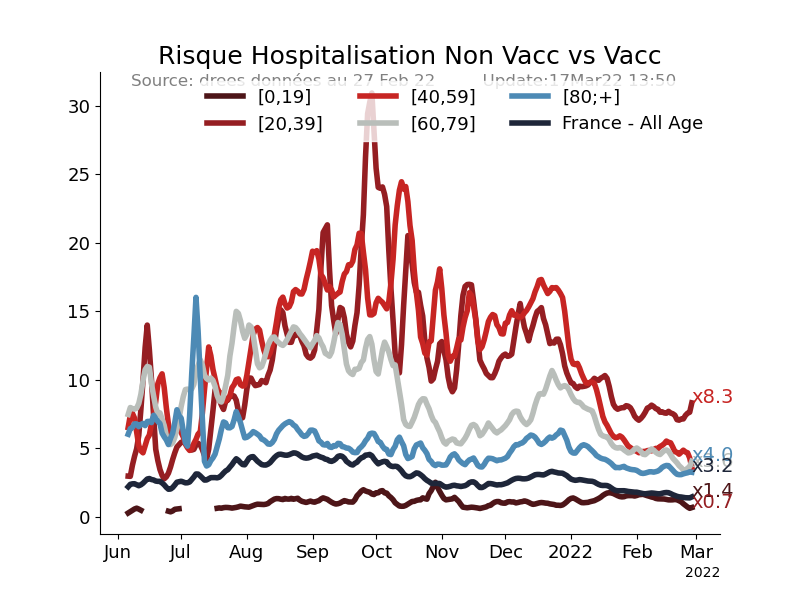 Risque Hospitalisation Non Vacc vs Vacc
Source: drees données au 27 Feb 22 Update:17Mar22 13:50
[0,19] [40,59] [80;+]
[20,39] [60,79] France - All Age
30
25
20
15
10
5
0
x8.3
x4.0
x3.2
x1.4
x0.7
Jun Jul Aug Sep Oct Nov Dec 2022 Feb Mar
2022